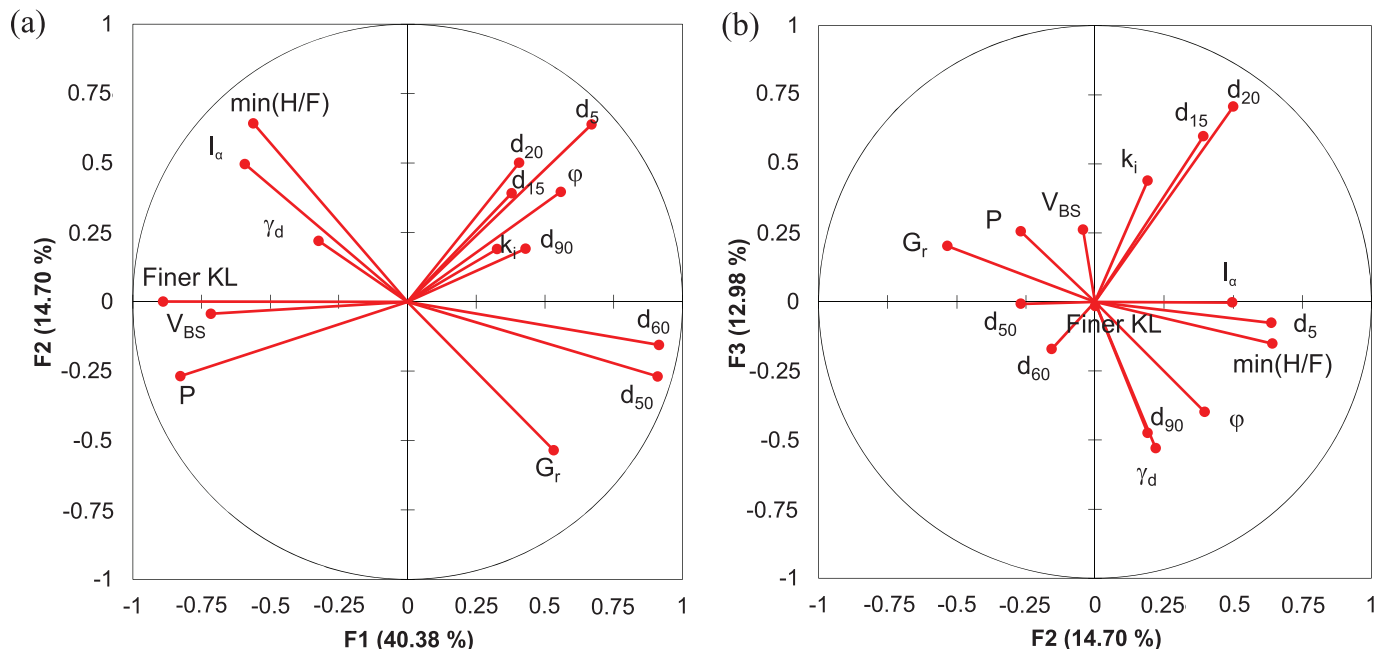 (a)
1
0.75
0.5
0.25
0
-0.25
-0.5
-0.75
-1
F2 (14.70 %)
min(H/F)
Iα
γd
Finer KL
VBS
P
d5
d20
d15
φ
ki
d90
d60
d50
Gr
-1 -0.75 -0.5 -0.25 0 0.25 0.5 0.75 1
F1 (40.38 %)
(b)
1
0.75
0.5
0.25
0
-0.25
-0.5
-0.75
-1
F3 (12.98 %)
d20
d15
ki
VBS
P
Gr
Iα
d50
Finer KL
d5
d60
min(H/F)
d90
φ
γd
-1 -0.75 -0.5 -0.25 0 0.25 0.5 0.75 1
F2 (14.70 %)